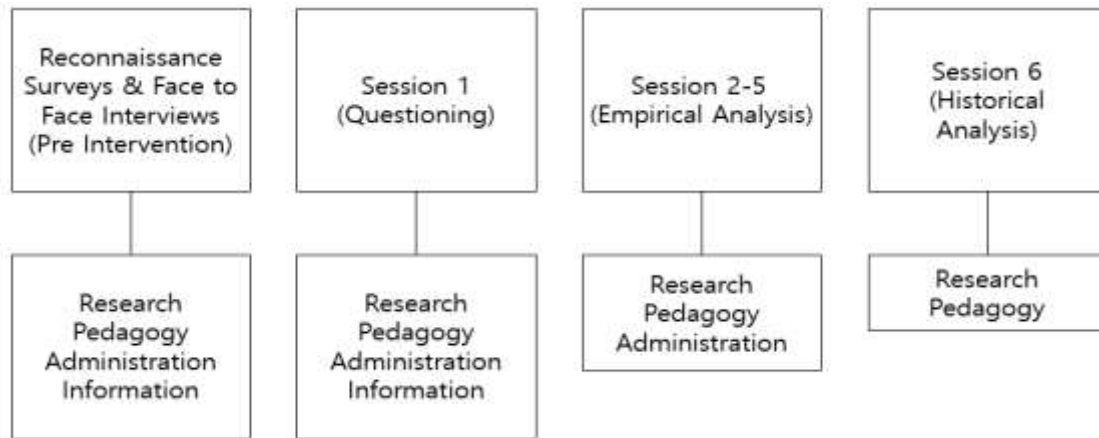 Reconnaissance
Surveys & Face to
Face Interviews
(Pre Intervention)
Session 1
(Questioning)
Session 2-5
(Empirical Analysis)
Session 6
(Historical
Analysis)
Research
Pedagogy
Administration
Information
Research
Pedagogy
Administration
Information
Research
Pedagogy
Administration
Research
Pedagogy